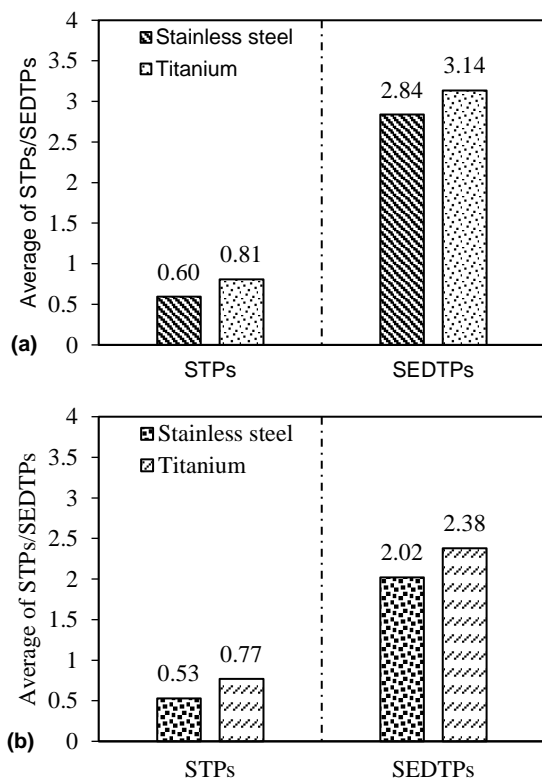 4
Stainless steel
3.5
Titanium
3.14
3
2.84
2.5
2
1.5
1
0.81
0.60
0.5
0
Average of STPs/SEDTPs
(a)
STPs
SEDTPs
4
Stainless steel
3.5
Titanium
3
2.5
2.38
2.02
2
1.5
1
0.77
0.53
0.5
0
Average of STPs/SEDTPs
(b)
STPs
SEDTPs